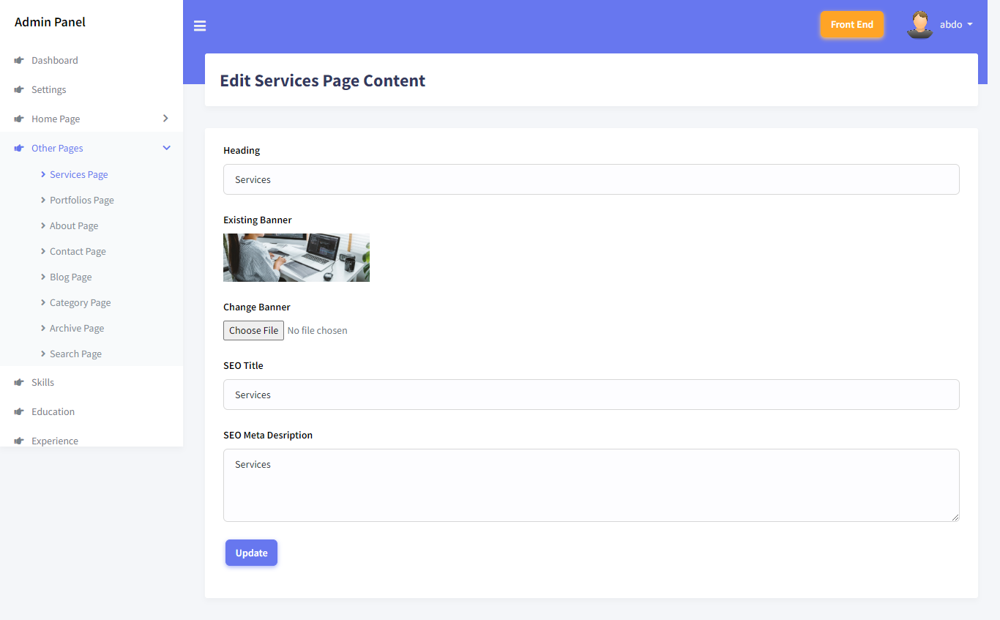 Admin Panel
Front End
abdo
Dashboard
Settings
Home Page
Other Pages
Services Page
Portfolios Page
About Page
Contact Page
Blog Page
Category Page
Archive Page
Search Page
Skills
Education
Experience
Edit Services Page Content
Heading
Services
Existing Banner
Change Banner
Choose File No file chosen
SEO Title
Services
SEO Meta Desription
Services
Update